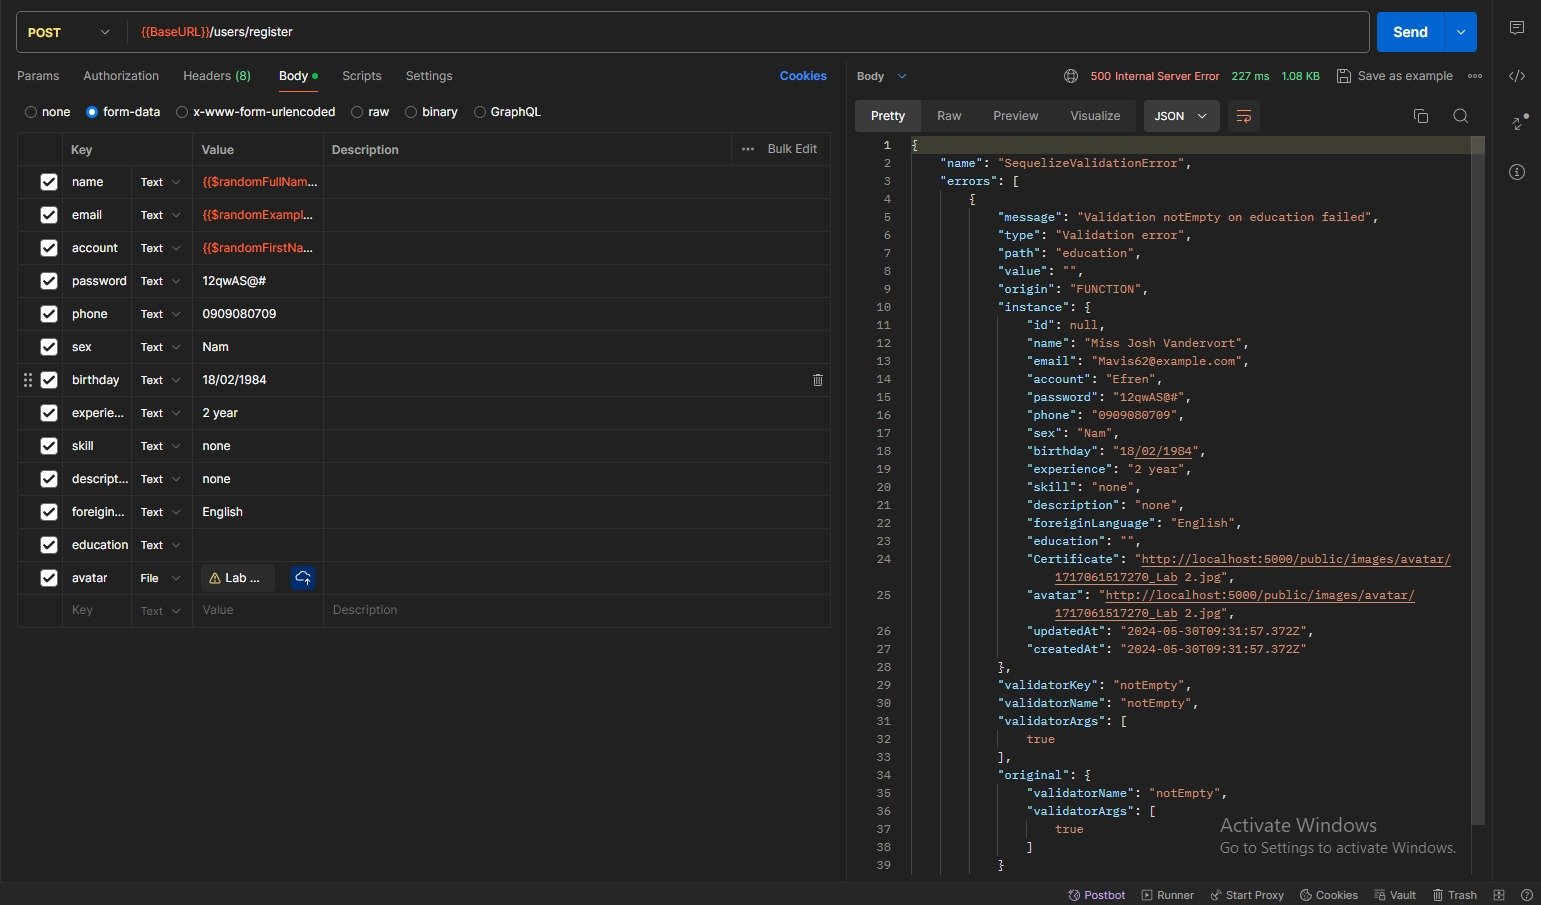 POST {{BaseURL}}/users/register Send
Params Authorization Headers (8) Body Scripts Settings Cookies
none form-data x-www-form-urlencoded raw binary GraphQL
Key Value Description ••• Bulk Edit
name Text {{$randomFullNam...
email Text {{$randomExampl...
account Text {{$randomFirstNa...
password Text 12qwAS@#
phone Text 0909080709
sex Text Nam
birthday Text 18/02/1984
experie... Text 2 year
skill Text none
descript... Text none
foreigin... Text English
education Text
avatar File Lab ...
Key Text Value Description
Body 500 Internal Server Error 227 ms 1.08 KB Save as example •••
Pretty Raw Preview Visualize JSON
1 {
2 "name": "SequelizeValidationError",
3 "errors": [
4 {
5 "message": "Validation notEmpty on education failed",
6 "type": "Validation error",
7 "path": "education",
8 "value": "",
9 "origin": "FUNCTION",
10 "instance": {
11 "id": null,
12 "name": "Miss Josh Vandervort",
13 "email": "Mavis62@example.com",
14 "account": "Efren",
15 "password": "12qwAS@#",
16 "phone": "0909080709",
17 "sex": "Nam",
18 "birthday": "18/02/1984",
19 "experience": "2 year",
20 "skill": "none",
21 "description": "none",
22 "foreiginLanguage": "English",
23 "education": "",
24 "Certificate": "http://localhost:5000/public/images/avatar/
1717061517270_Lab 2.jpg",
25 "avatar": "http://localhost:5000/public/images/avatar/
1717061517270_Lab 2.jpg",
26 "updatedAt": "2024-05-30T09:31:57.372Z",
27 "createdAt": "2024-05-30T09:31:57.372Z"
28 },
29 "validatorKey": "notEmpty",
30 "validatorName": "notEmpty",
31 "validatorArgs": [
32 true
33 ],
34 "original": {
35 "validatorName": "notEmpty",
36 "validatorArgs": [
37 true
38 ]
39 }
Activate Windows
Go to Settings to activate Windows.
Postbot Runner Start Proxy Cookies Vault Trash